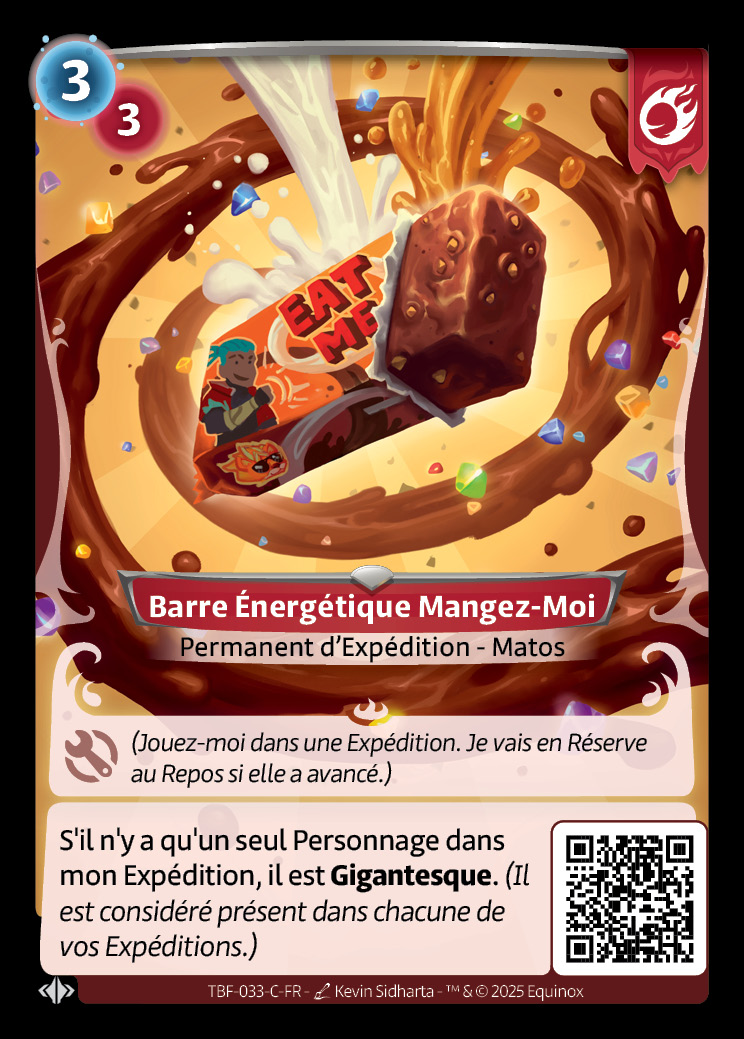 3
3
EAT
ME
Barre Énergétique Mangez-Moi
Permanent d'Expédition - Matos
(Jouez-moi dans une Expédition. Je vais en Réserve
au Repos si elle a avancé.)
S'il n'y a qu'un seul Personnage dans
mon Expédition, il est Gigantesque. (Il
est considéré présent dans chacune de
vos Expéditions.)
TBF-033-C-FR - Kevin Sidharta - ™ & © 2025 Equinox